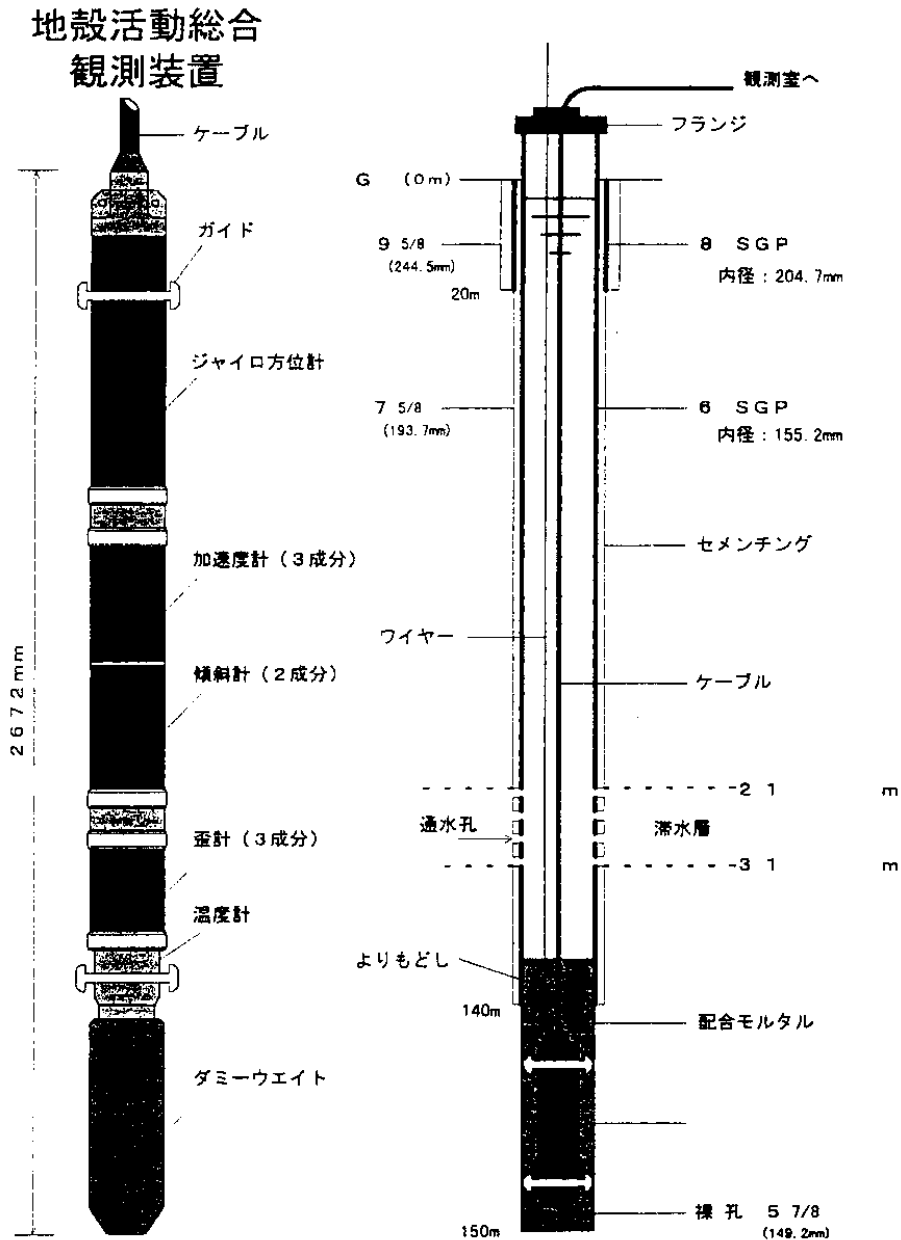 地殻活動総合
観測装置
ケーブル
ガイド
ジャイロ方位計
加速度計（3成分）
傾斜計（2成分）
歪計（3成分）
温度計
ダミーウエイト
2672mm
観測室へ
フランジ
G （0m）
9 5/8
(244.5mm)
20m
8 SGP
内径：204.7mm
7 5/8
(193.7mm)
6 SGP
内径：155.2mm
セメンチング
ワイヤー
ケーブル
21 m
通水孔
滞水層
31 m
よりもどし
140m
配合モルタル
150m
裸孔 5 7/8
(149.2mm)